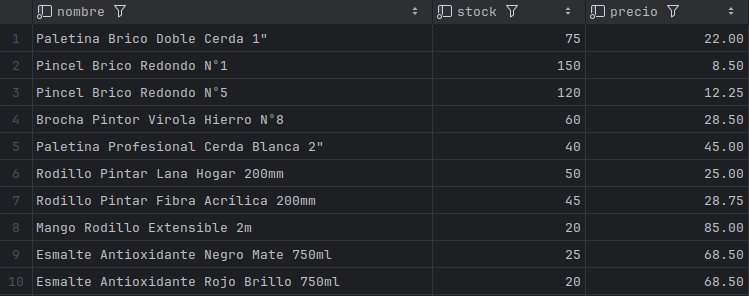 nombre stock precio
1 Paletina Brico Doble Cerda 1" 75 22.00
2 Pincel Brico Redondo N°1 150 8.50
3 Pincel Brico Redondo N°5 120 12.25
4 Brocha Pintor Virola Hierro N°8 60 28.50
5 Paletina Profesional Cerda Blanca 2" 40 45.00
6 Rodillo Pintar Lana Hogar 200mm 50 25.00
7 Rodillo Pintar Fibra Acrílica 200mm 45 28.75
8 Mango Rodillo Extensible 2m 20 85.00
9 Esmalte Antioxidante Negro Mate 750ml 25 68.50
10 Esmalte Antioxidante Rojo Brillo 750ml 20 68.50